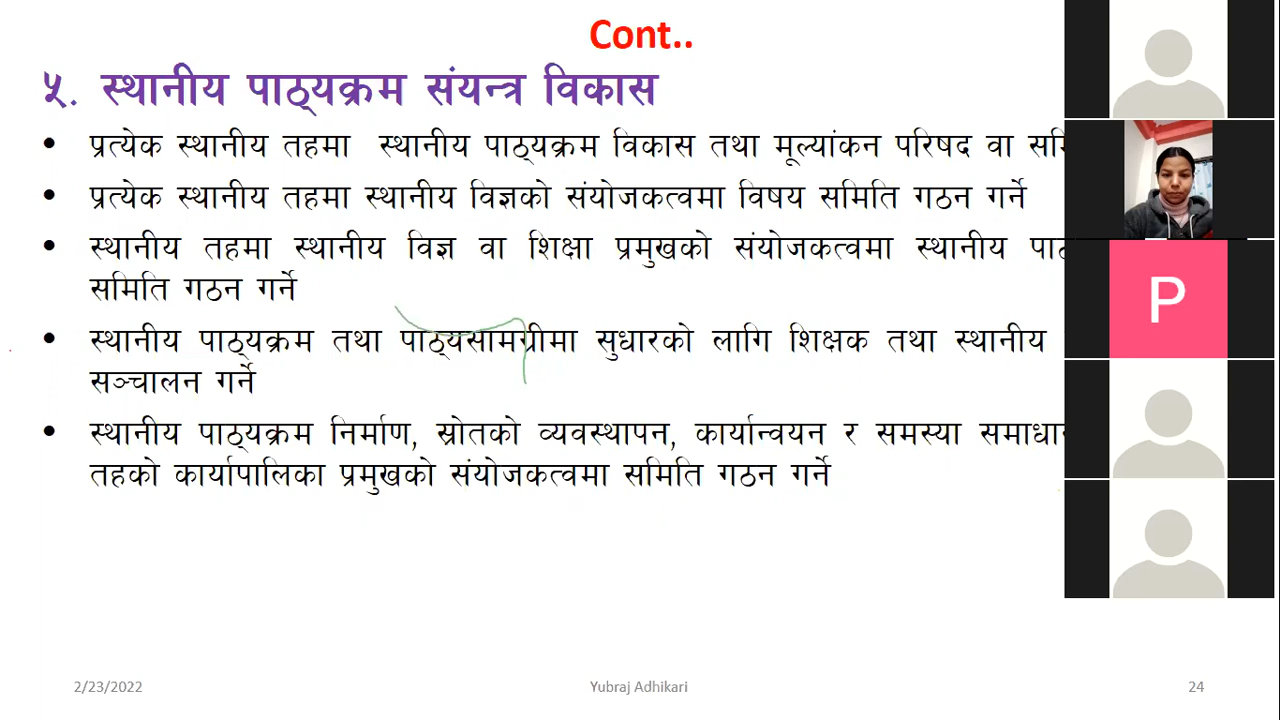 Cont..
५. स्थानीय पाठ्यक्रम संयन्त्र विकास
• प्रत्येक स्थानीय तहमा स्थानीय पाठ्यक्रम विकास तथा मूल्यांकन परिषद वा
• प्रत्येक स्थानीय तहमा स्थानीय विज्ञको संयोजकत्वमा विषय समिति गठन गर्ने
• स्थानीय तहमा स्थानीय विज्ञ वा शिक्षा प्रमुखको संयोजकत्वमा स्थानीय
समिति गठन गर्ने
• स्थानीय पाठ्यक्रम तथा पाठ्यसामग्रीमा सुधारको लागि शिक्षक तथा स्थानीय
सञ्चालन गर्ने
• स्थानीय पाठ्यक्रम निर्माण, स्रोतको व्यवस्थापन, कार्यान्वयन र समस्या
तहको कार्यापालिका प्रमुखको संयोजकत्वमा समिति गठन गर्ने
P
2/23/2022
Yubraj Adhikari
24